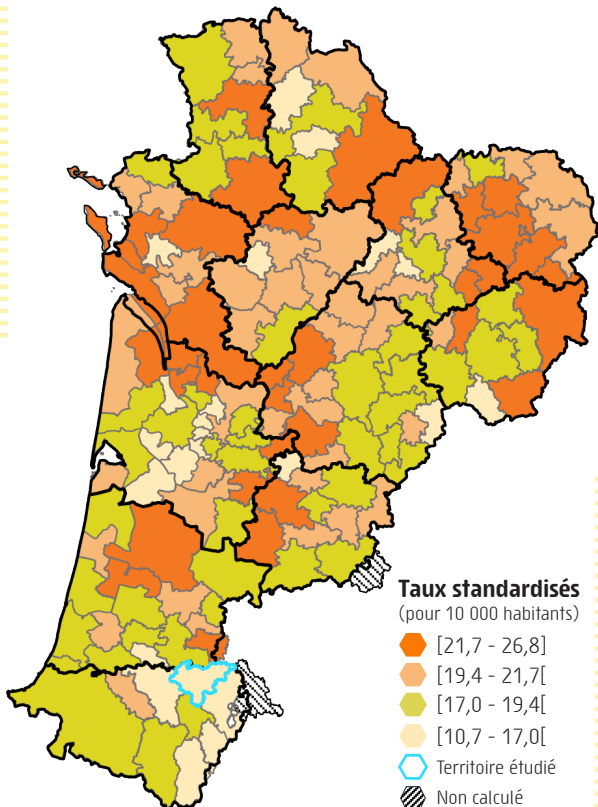 Taux standardisés
(pour 10 000 habitants)
[21,7 - 26,8]
[19,4 - 21,7[
[17,0 - 19,4[
[10,7 - 17,0[
Territoire étudié
Non calculé